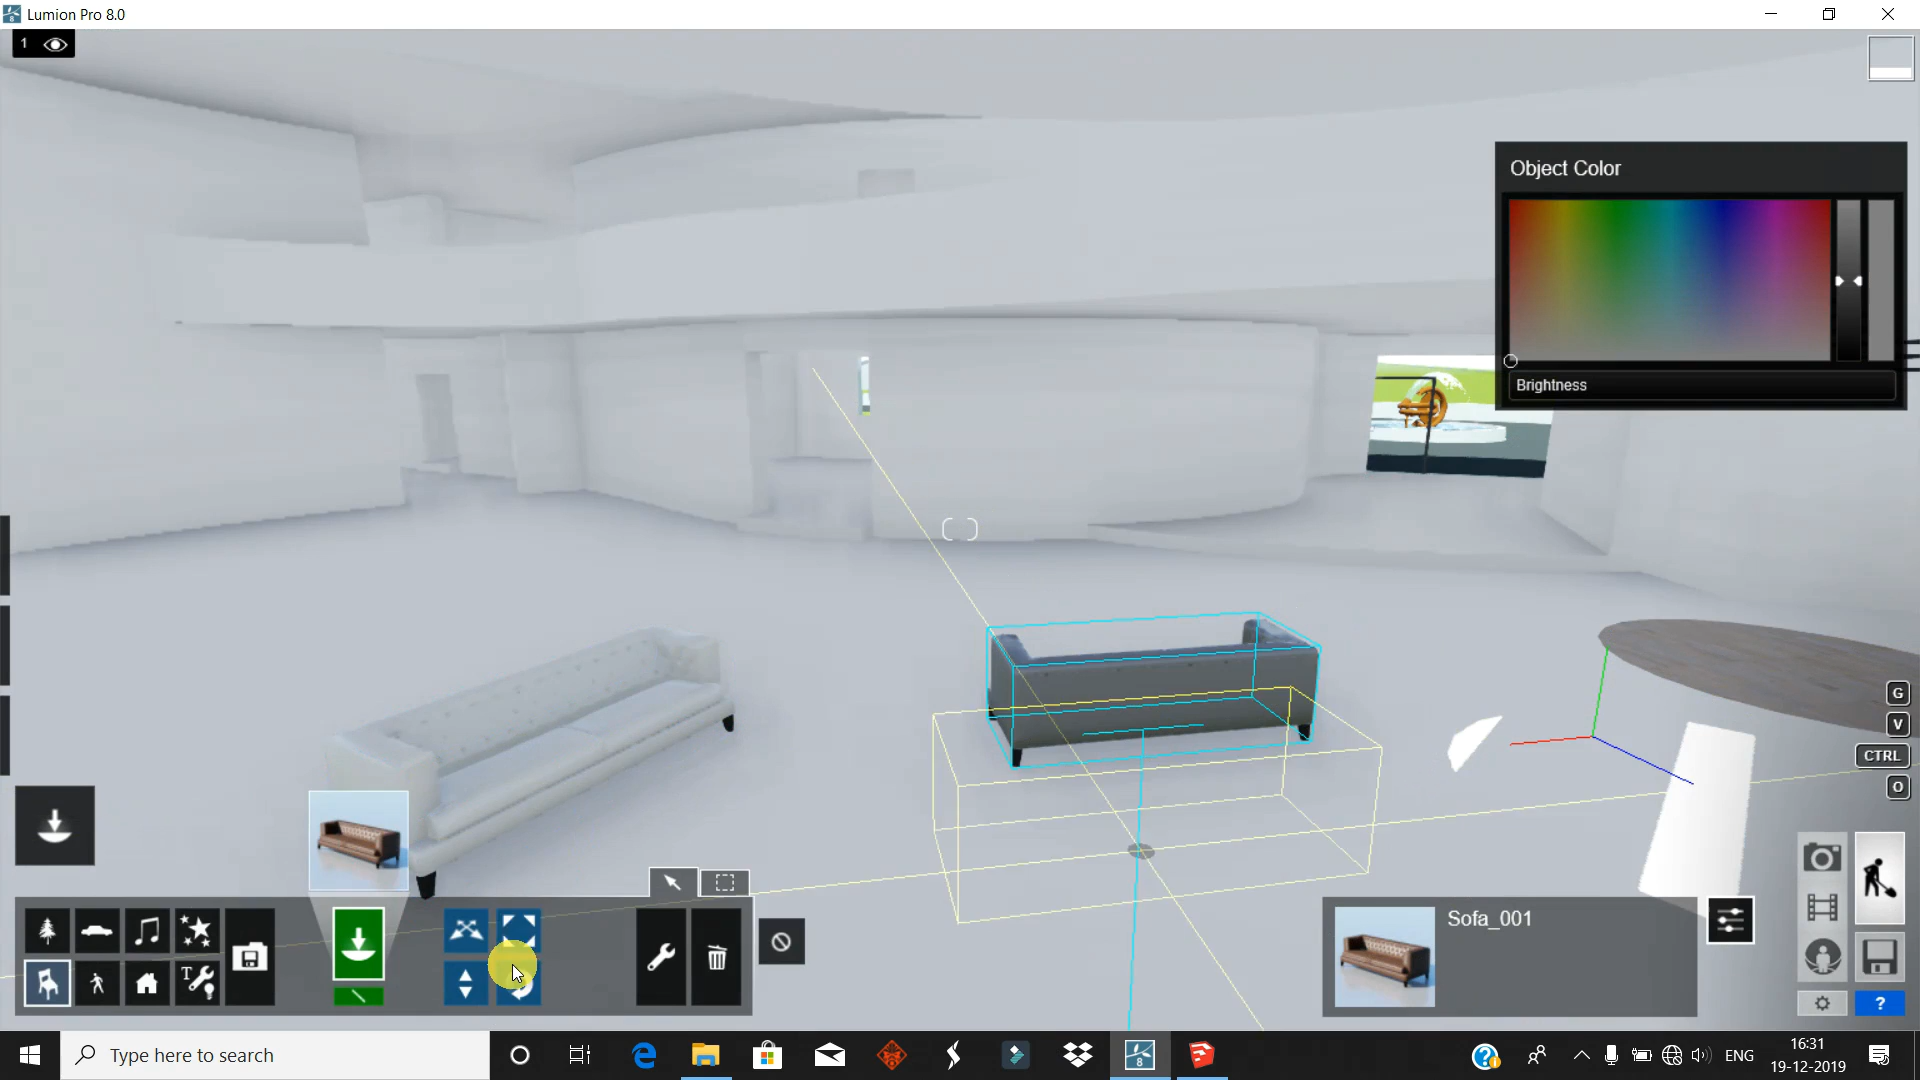 Lumion Pro 8.0
1
Object Color
Brightness
G
V
CTRL
O
Sofa_001
T
?
Type here to search
8
ENG
16:31
19-12-2019